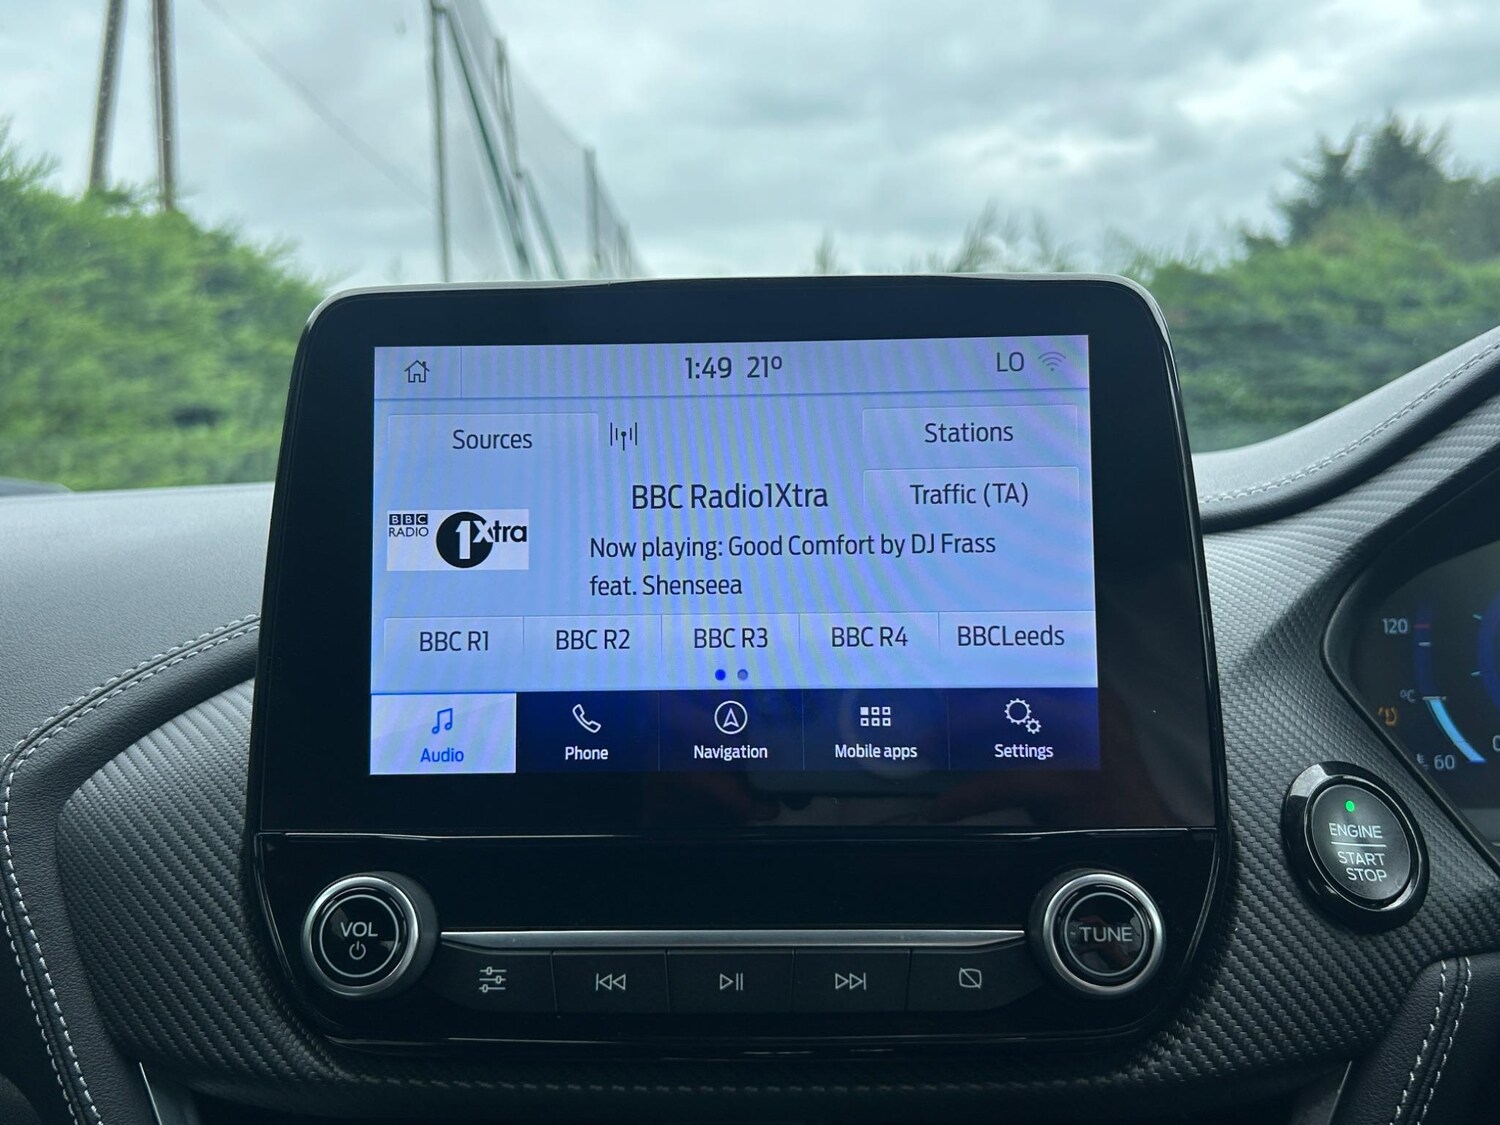 1:49 21º LO
Sources Stations
BBC Radio1Xtra Traffic (TA)
BBC
RADIO
1Xtra
Now playing: Good Comfort by DJ Frass
feat. Shenseea
BBC R1 BBC R2 BBC R3 BBC R4 BBCLeeds
Audio Phone Navigation Mobile apps Settings
120
ºC
60
ENGINE
START
STOP
VOL
TUNE